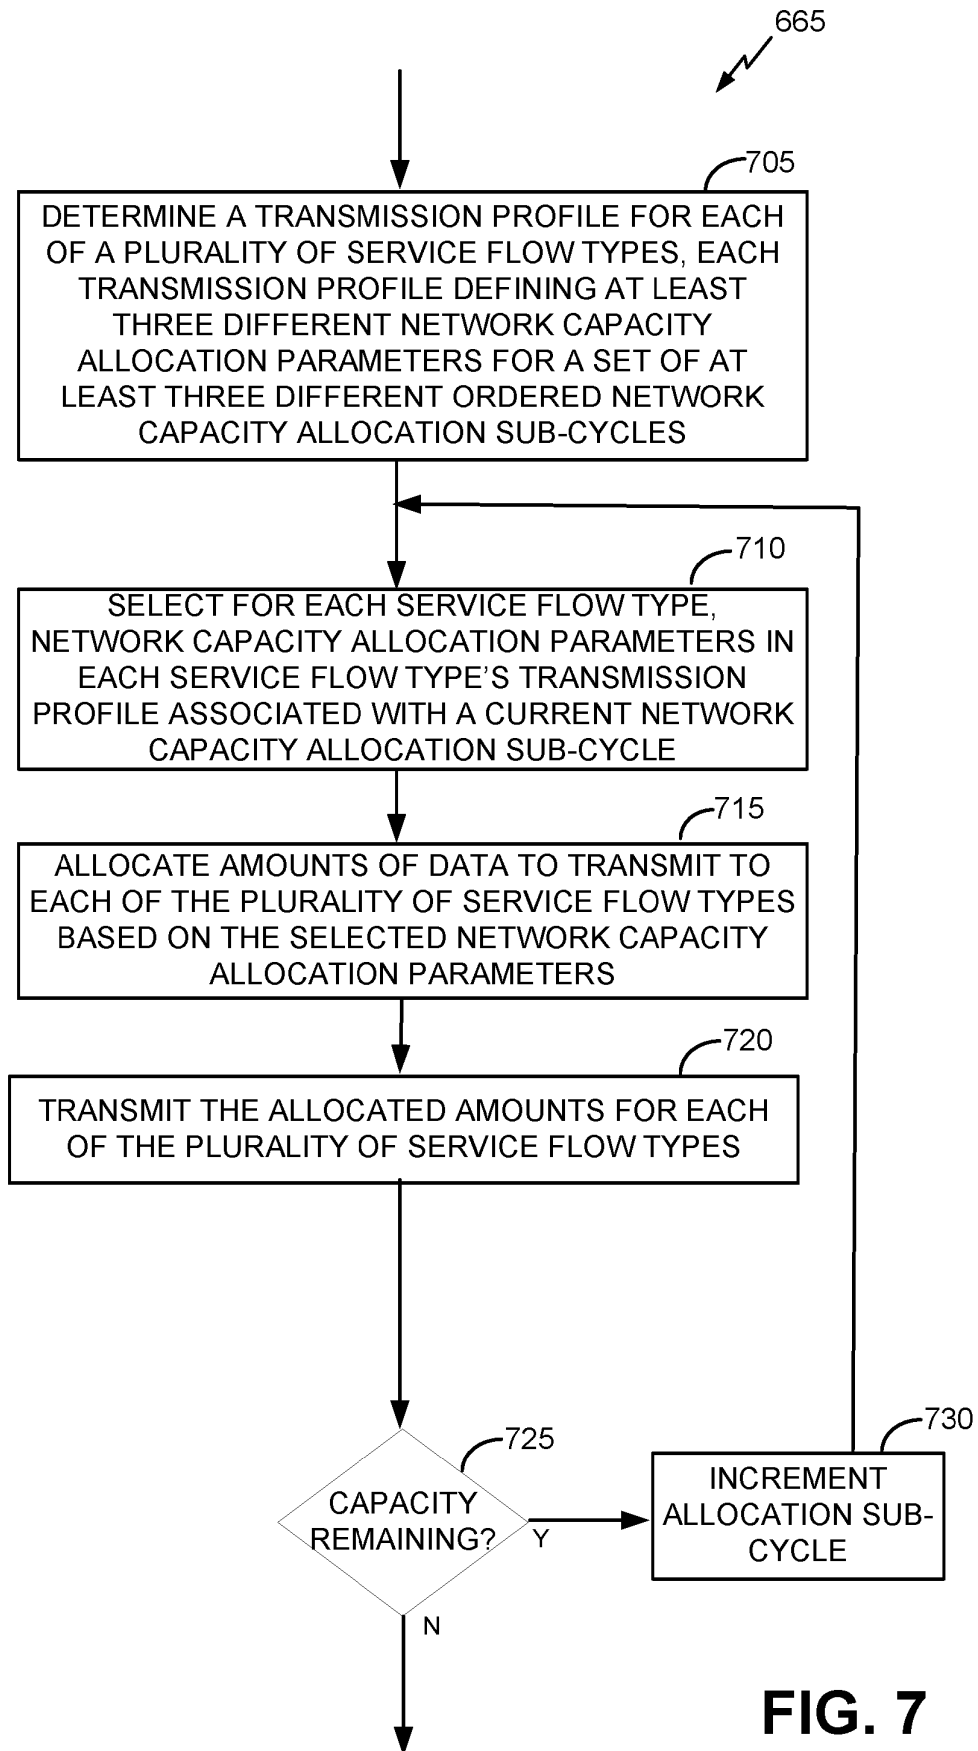 665
705
DETERMINE A TRANSMISSION PROFILE FOR EACH
OF A PLURALITY OF SERVICE FLOW TYPES, EACH
TRANSMISSION PROFILE DEFINING AT LEAST
THREE DIFFERENT NETWORK CAPACITY
ALLOCATION PARAMETERS FOR A SET OF AT
LEAST THREE DIFFERENT ORDERED NETWORK
CAPACITY ALLOCATION SUB-CYCLES
710
SELECT FOR EACH SERVICE FLOW TYPE,
NETWORK CAPACITY ALLOCATION PARAMETERS IN
EACH SERVICE FLOW TYPE'S TRANSMISSION
PROFILE ASSOCIATED WITH A CURRENT NETWORK
CAPACITY ALLOCATION SUB-CYCLE
715
ALLOCATE AMOUNTS OF DATA TO TRANSMIT TO
EACH OF THE PLURALITY OF SERVICE FLOW TYPES
BASED ON THE SELECTED NETWORK CAPACITY
ALLOCATION PARAMETERS
720
TRANSMIT THE ALLOCATED AMOUNTS FOR EACH
OF THE PLURALITY OF SERVICE FLOW TYPES
725
CAPACITY
REMAINING?
Y
730
INCREMENT
ALLOCATION SUB-
CYCLE
N
FIG. 7